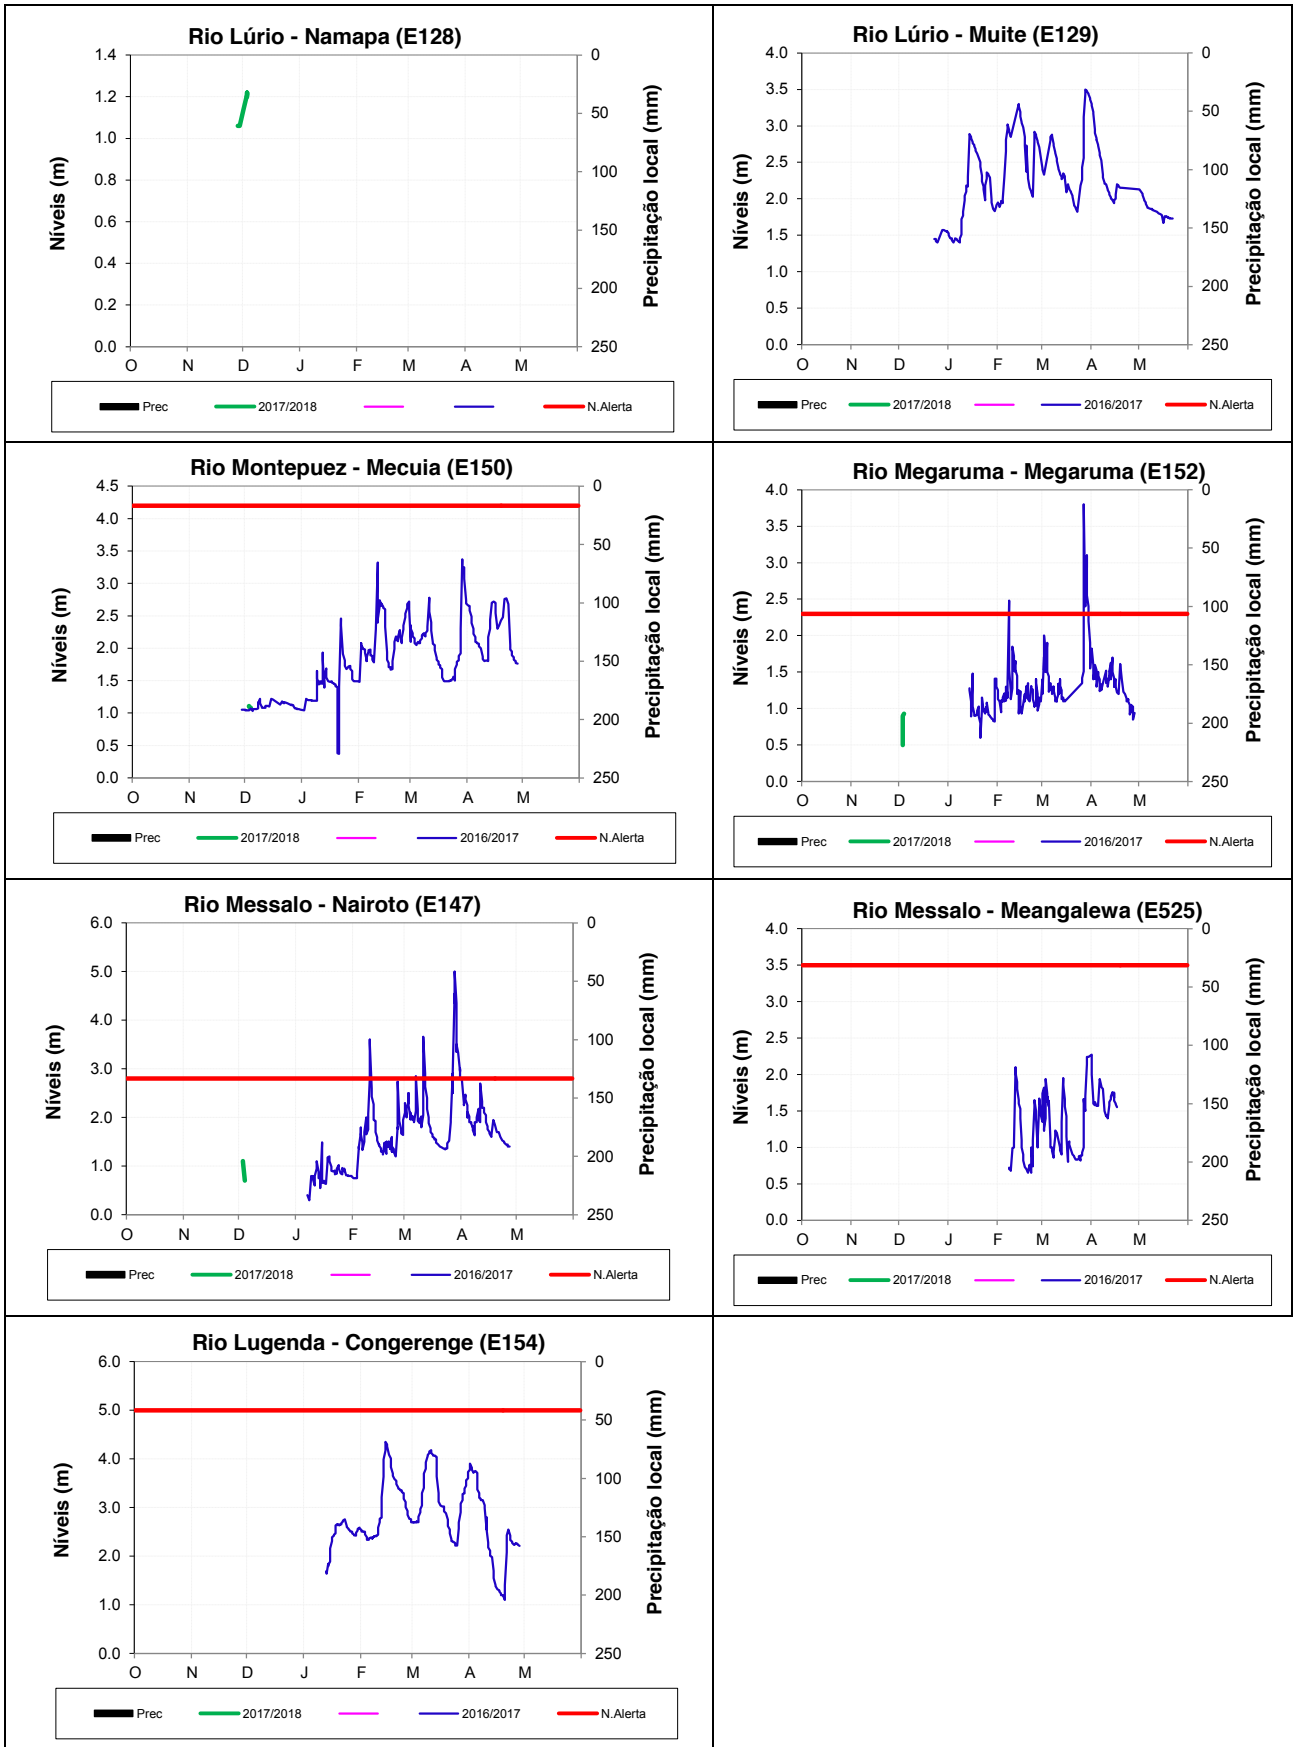 Rio Lúrio - Namapa (E128)
1.4
1.2
1.0
0.8
0.6
0.4
0.2
0.0
Níveis (m)
0
50
100
150
200
250
Precipitação local (mm)
O N D J F M A M
Prec 2017/2018 N.Alerta
Rio Lúrio - Muite (E129)
4.0
3.5
3.0
2.5
2.0
1.5
1.0
0.5
0.0
Níveis (m)
0
50
100
150
200
250
Precipitação local (mm)
O N D J F M A M
Prec 2017/2018 2016/2017 N.Alerta
Rio Montepuez - Mecuia (E150)
4.5
4.0
3.5
3.0
2.5
2.0
1.5
1.0
0.5
0.0
Níveis (m)
0
50
100
150
200
250
Precipitação local (mm)
O N D J F M A M
Prec 2017/2018 2016/2017 N.Alerta
Rio Megaruma - Megaruma (E152)
4.0
3.5
3.0
2.5
2.0
1.5
1.0
0.5
0.0
Níveis (m)
0
50
100
150
200
250
Precipitação local (mm)
O N D J F M A M
Prec 2017/2018 2016/2017 N.Alerta
Rio Messalo - Nairoto (E147)
6.0
5.0
4.0
3.0
2.0
1.0
0.0
Níveis (m)
0
50
100
150
200
250
Precipitação local (mm)
O N D J F M A M
Prec 2017/2018 2016/2017 N.Alerta
Rio Messalo - Meangalewa (E525)
4.0
3.5
3.0
2.5
2.0
1.5
1.0
0.5
0.0
Níveis (m)
0
50
100
150
200
250
Precipitação local (mm)
O N D J F M A M
Prec 2017/2018 2016/2017 N.Alerta
Rio Lugenda - Congerenge (E154)
6.0
5.0
4.0
3.0
2.0
1.0
0.0
Níveis (m)
0
50
100
150
200
250
Precipitação local (mm)
O N D J F M A M
Prec 2017/2018 2016/2017 N.Alerta